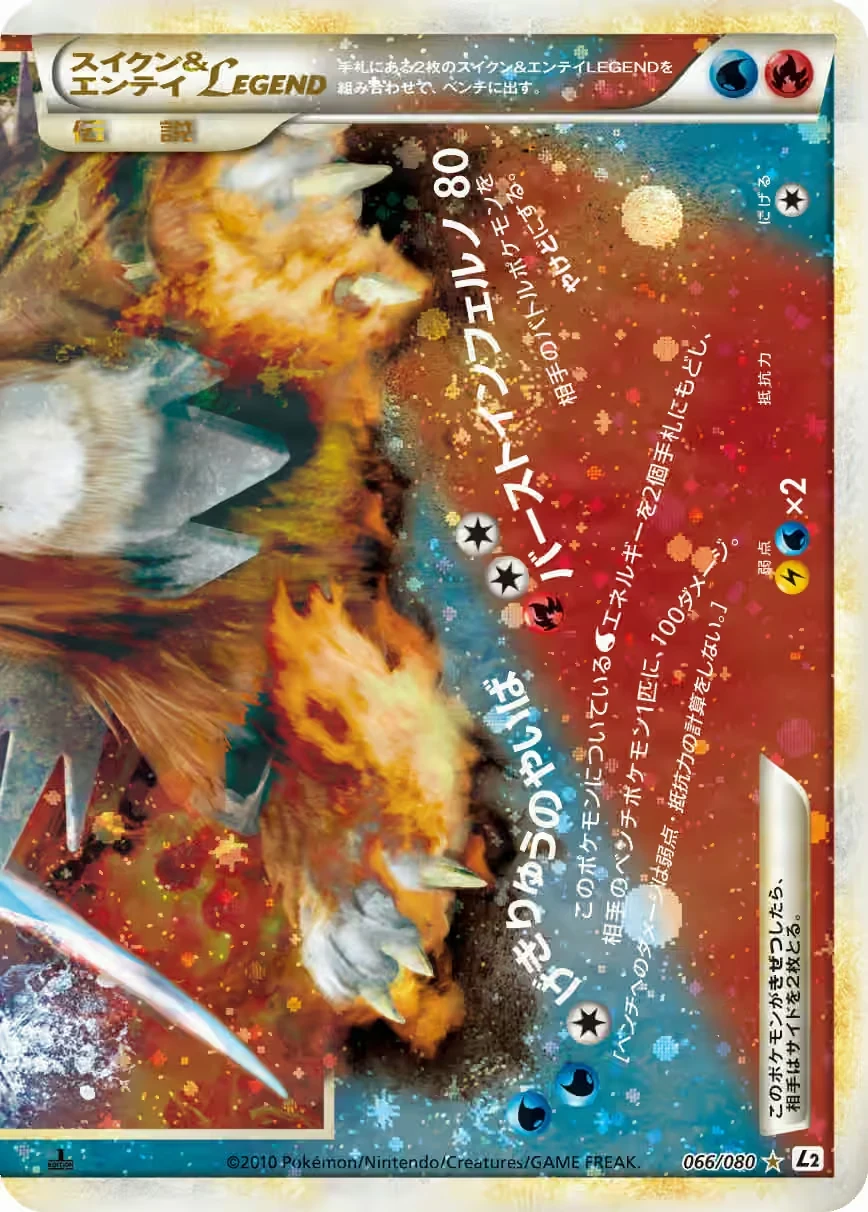 スイクン&
エンテイ LEGEND
手札にある2枚のスイクン&エンテイLEGENDを
組み合わせて、ベンチに出す。
伝説
バーストインフェルノ 80
相手のバトルポケモンを
やけどにする。
げきりゅうのやいば
このポケモンについているエネルギーを2個手札にもどし、
相手のベンチポケモン1匹に、100ダメージ。
[ベンチへのダメージは弱点・抵抗力の計算をしない。]
弱点
×2
抵抗力
にげる
このポケモンがきぜつしたら、
相手はサイドを2枚とる。
1
EDITION
©2010 Pokémon/Nintendo/Creatures/GAME FREAK.
066/080
L2